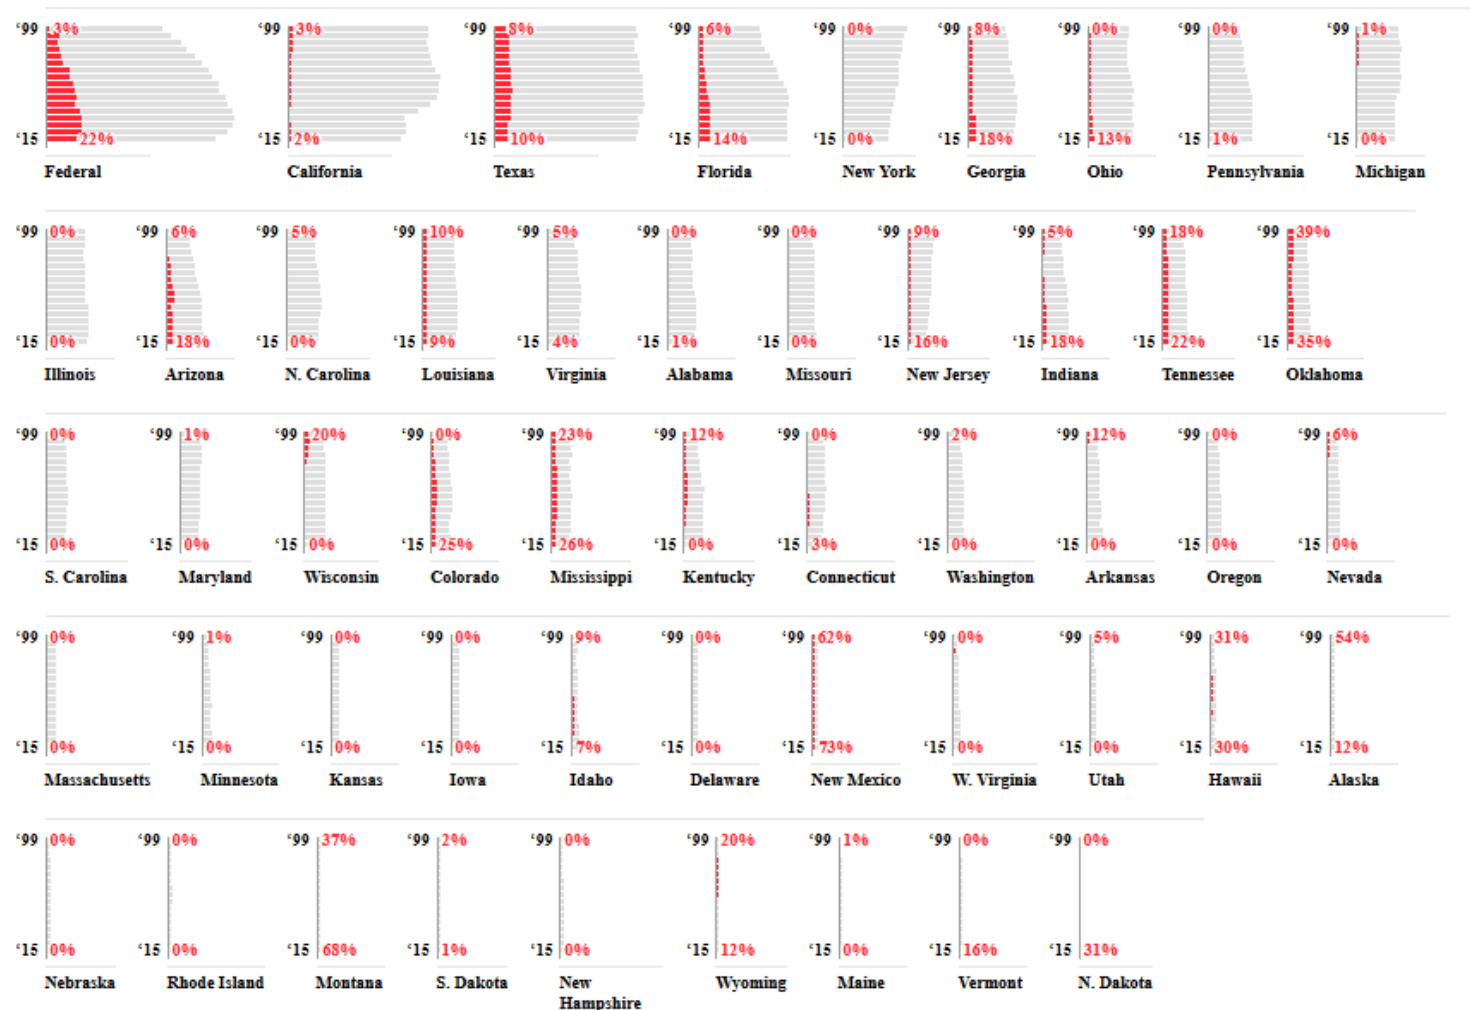 ‘99 3% ‘99 3% ‘99 8% ‘99 6% ‘99 0% ‘99 8% ‘99 0% ‘99 0% ‘99 1%
‘15 22% ‘15 2% ‘15 10% ‘15 14% ‘15 0% ‘15 18% ‘15 13% ‘15 1% ‘15 0%
Federal California Texas Florida New York Georgia Ohio Pennsylvania Michigan
‘99 0% ‘99 6% ‘99 5% ‘99 10% ‘99 5% ‘99 0% ‘99 0% ‘99 9% ‘99 5% ‘99 18% ‘99 39%
‘15 0% ‘15 18% ‘15 0% ‘15 9% ‘15 4% ‘15 1% ‘15 0% ‘15 16% ‘15 18% ‘15 22% ‘15 35%
Illinois Arizona N. Carolina Louisiana Virginia Alabama Missouri New Jersey Indiana Tennessee Oklahoma
‘99 0% ‘99 1% ‘99 20% ‘99 0% ‘99 23% ‘99 12% ‘99 0% ‘99 2% ‘99 12% ‘99 0% ‘99 6%
‘15 0% ‘15 0% ‘15 0% ‘15 25% ‘15 26% ‘15 0% ‘15 3% ‘15 0% ‘15 0% ‘15 0% ‘15 0%
S. Carolina Maryland Wisconsin Colorado Mississippi Kentucky Connecticut Washington Arkansas Oregon Nevada
‘99 0% ‘99 1% ‘99 0% ‘99 0% ‘99 9% ‘99 0% ‘99 62% ‘99 0% ‘99 5% ‘99 31% ‘99 54%
‘15 0% ‘15 0% ‘15 0% ‘15 0% ‘15 7% ‘15 0% ‘15 73% ‘15 0% ‘15 0% ‘15 30% ‘15 12%
Massachusetts Minnesota Kansas Iowa Idaho Delaware New Mexico W. Virginia Utah Hawaii Alaska
‘99 0% ‘99 0% ‘99 37% ‘99 2% ‘99 0% ‘99 20% ‘99 1% ‘99 0% ‘99 0%
‘15 0% ‘15 0% ‘15 68% ‘15 1% ‘15 0% ‘15 12% ‘15 0% ‘15 16% ‘15 31%
Nebraska Rhode Island Montana S. Dakota New Wyoming Maine Vermont N. Dakota
Hampshire